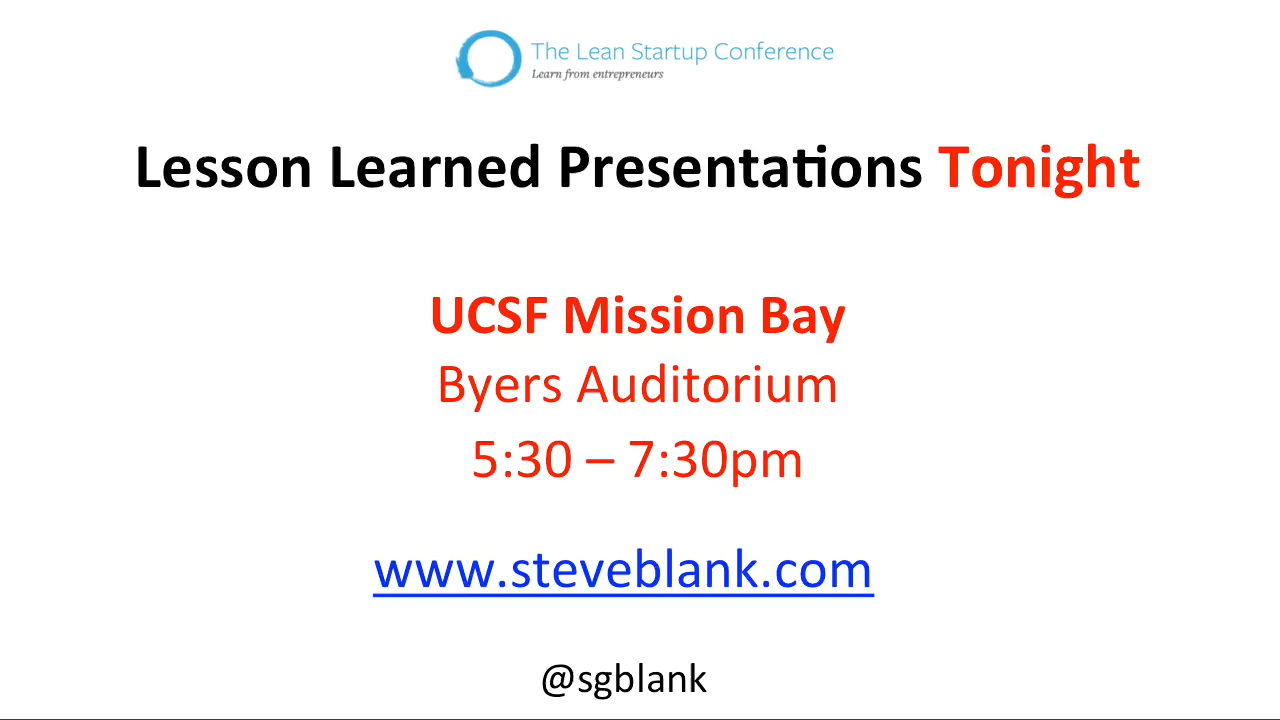 The Lean Startup Conference
Learn from entrepreneurs
Lesson Learned Presentations Tonight
UCSF Mission Bay
Byers Auditorium
5:30 – 7:30pm
www.steveblank.com
@sgblank